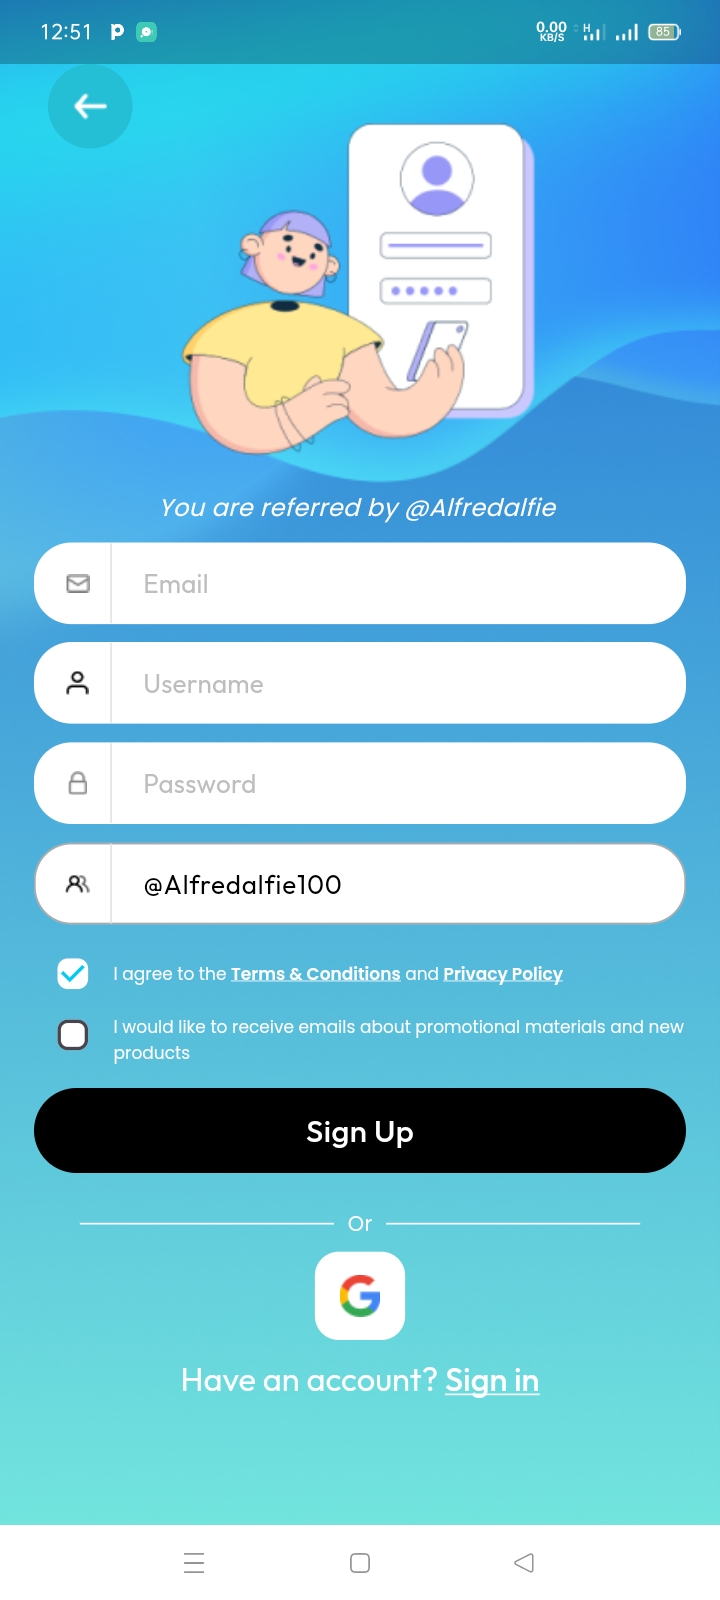 12:51
0.00
KB/S
H
85
You are referred by @Alfredalfie
Email
Username
Password
@Alfredalfie100
I agree to the Terms & Conditions and Privacy Policy
I would like to receive emails about promotional materials and new
products
Sign Up
Or
Have an account? Sign in